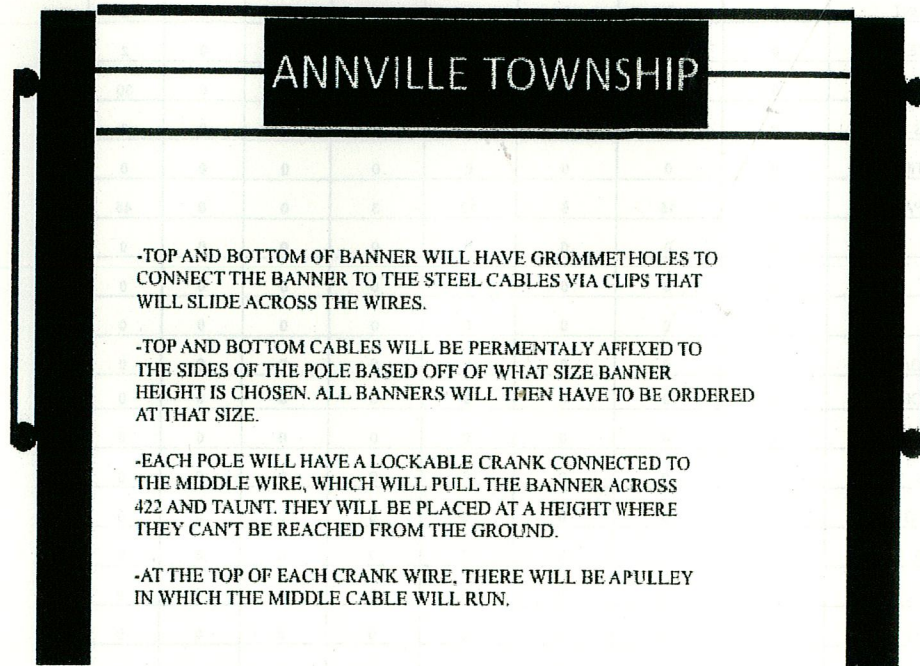 ANNVILLE TOWNSHIP
-TOP AND BOTTOM OF BANNER WILL HAVE GROMMET HOLES TO
CONNECT THE BANNER TO THE STEEL CABLES VIA CLIPS THAT
WILL SLIDE ACROSS THE WIRES.
-TOP AND BOTTOM CABLES WILL BE PERMENTALY AFFIXED TO
THE SIDES OF THE POLE BASED OFF OF WHAT SIZE BANNER
HEIGHT IS CHOSEN. ALL BANNERS WILL THEN HAVE TO BE ORDERED
AT THAT SIZE.
-EACH POLE WILL HAVE A LOCKABLE CRANK CONNECTED TO
THE MIDDLE WIRE, WHICH WILL PULL THE BANNER ACROSS
422 AND TAUNT. THEY WILL BE PLACED AT A HEIGHT WHERE
THEY CAN'T BE REACHED FROM THE GROUND.
-AT THE TOP OF EACH CRANK WIRE, THERE WILL BE APULLEY
IN WHICH THE MIDDLE CABLE WILL RUN.